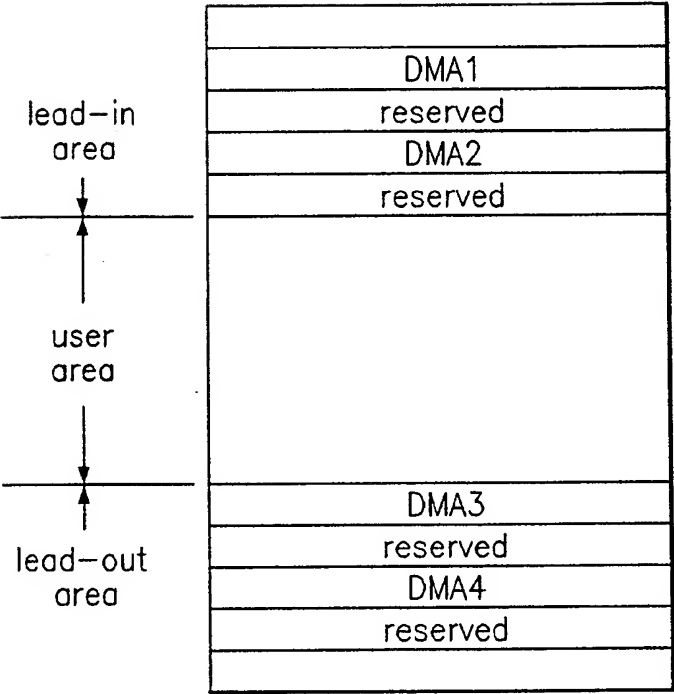 DMA1
reserved
lead-in
area
DMA2
reserved
user
area
DMA3
reserved
lead-out
area
DMA4
reserved